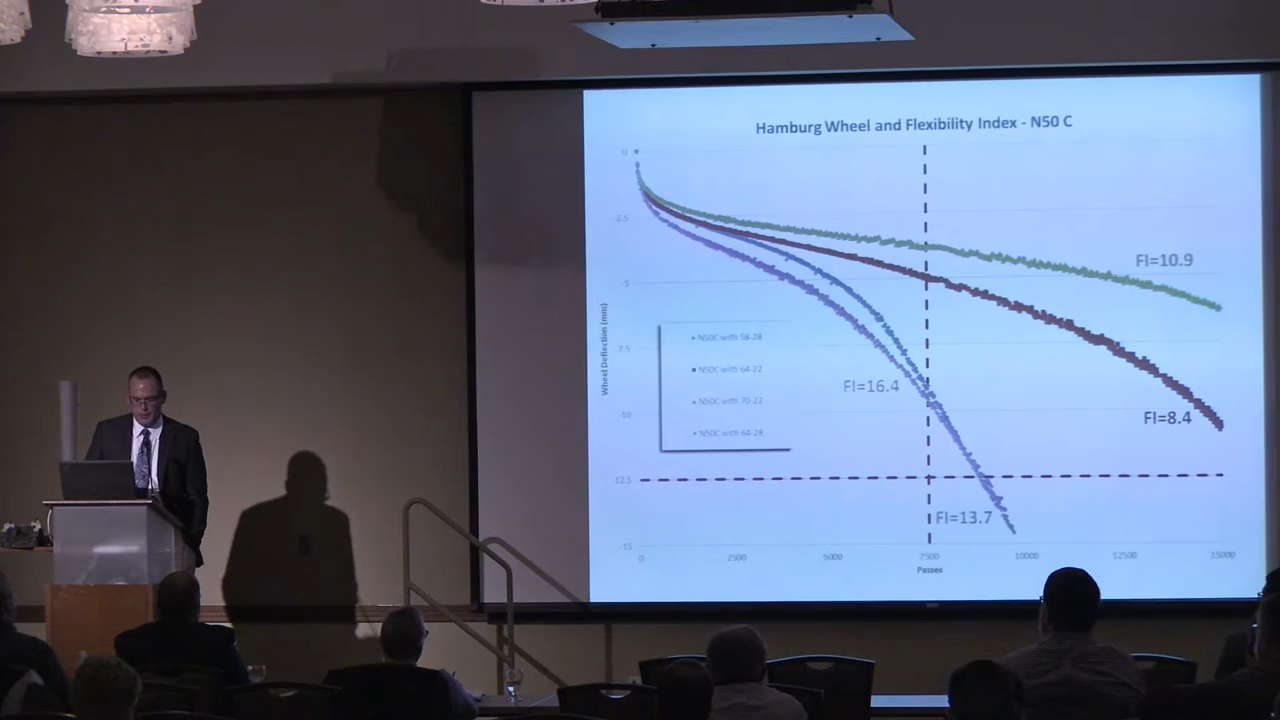 Hamburg Wheel and Flexibility Index - N50 C
0
-2.5
-5
-7.5
-10
-12.5
-15
Wheel Deflection (mm)
FI=10.9
N50C with 58-28
N50C with 64-22
N50C with 70-22
N50C with 64-28
FI=16.4
FI=8.4
FI=13.7
0
2500
5000
7500
10000
12500
15000
Passes